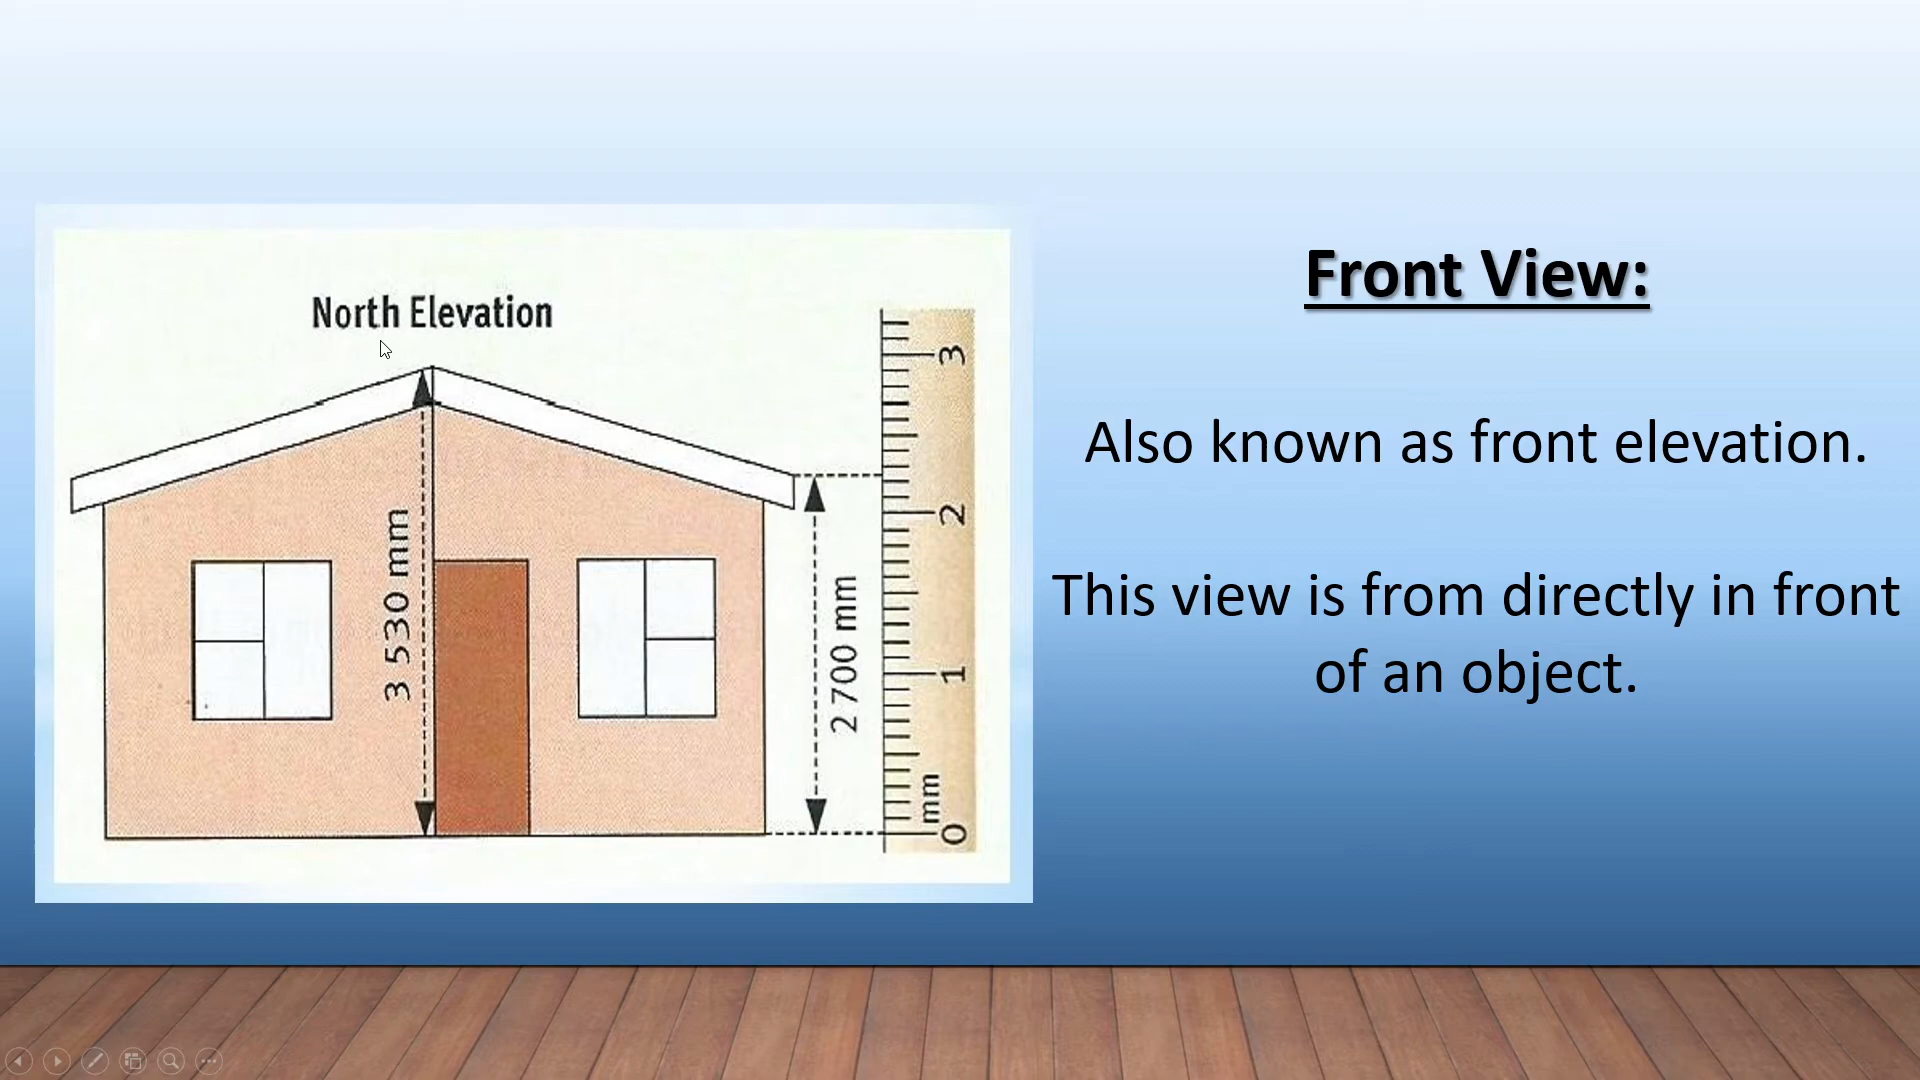 North Elevation
3 530 mm
2 700 mm
3
2
1
mm
0
Front View:
Also known as front elevation.
This view is from directly in front
of an object.